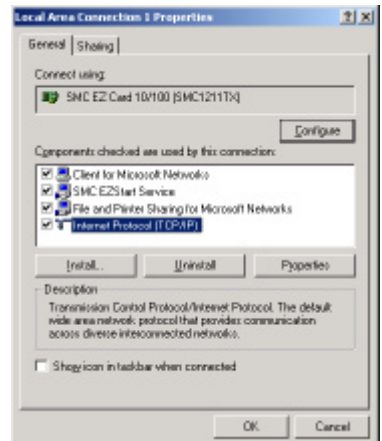 Local Area Connection 1 Properties
General
Sharing
Connect using:
SMC EZ Card 10/100 (SMC1211TX)
Configure
Components checked are used by this connection:
Client for Microsoft Networks
SMC EZStart Service
File and Printer Sharing for Microsoft Networks
Internet Protocol (TCP/IP)
Install...
Uninstall
Properties
Description
Transmission Control Protocol/Internet Protocol. The default
wide area network protocol that provides communication
across diverse interconnected networks.
Show icon in taskbar when connected
OK
Cancel